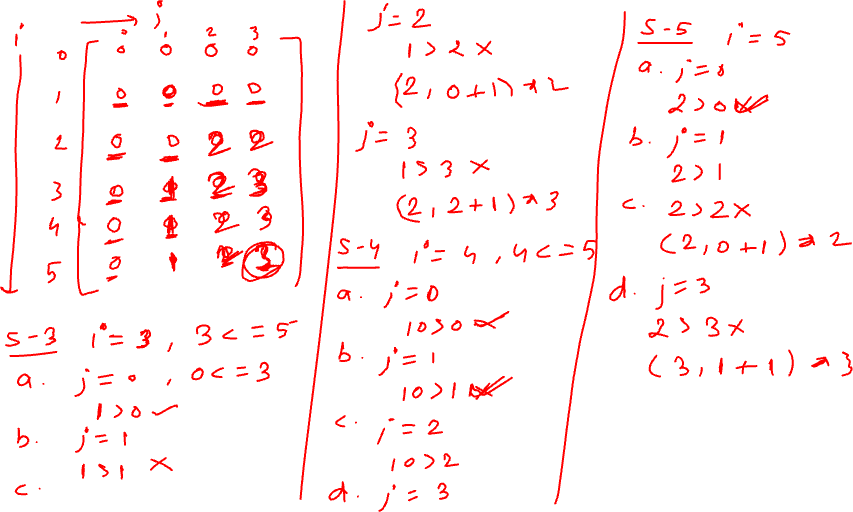 j
i 0 1 2 3
0 0 0 0 0
1 0 0 0 0
2 0 0 2 2
3 0 1 2 3
4 0 1 2 3
5 0 1 2 3
S-3 i=3, 3<=5
a. j=0, 0<=3
1>0 ✓
b. j=1
1>1 ×
c.
j=2
1>2 ×
(2, 0+1) → 2
j=3
1>3 ×
(2, 2+1) → 3
S-4 i=4, 4<=5
a. j=0
10>0 ✓
b. j=1
10>1 ✓
c. j=2
10>2
d. j=3
S-5 i=5
a. j=0
2>0 ✓
b. j=1
2>1
c. 2>2 ×
(2, 0+1) → 2
d. j=3
2>3 ×
(3, 1+1) → 3